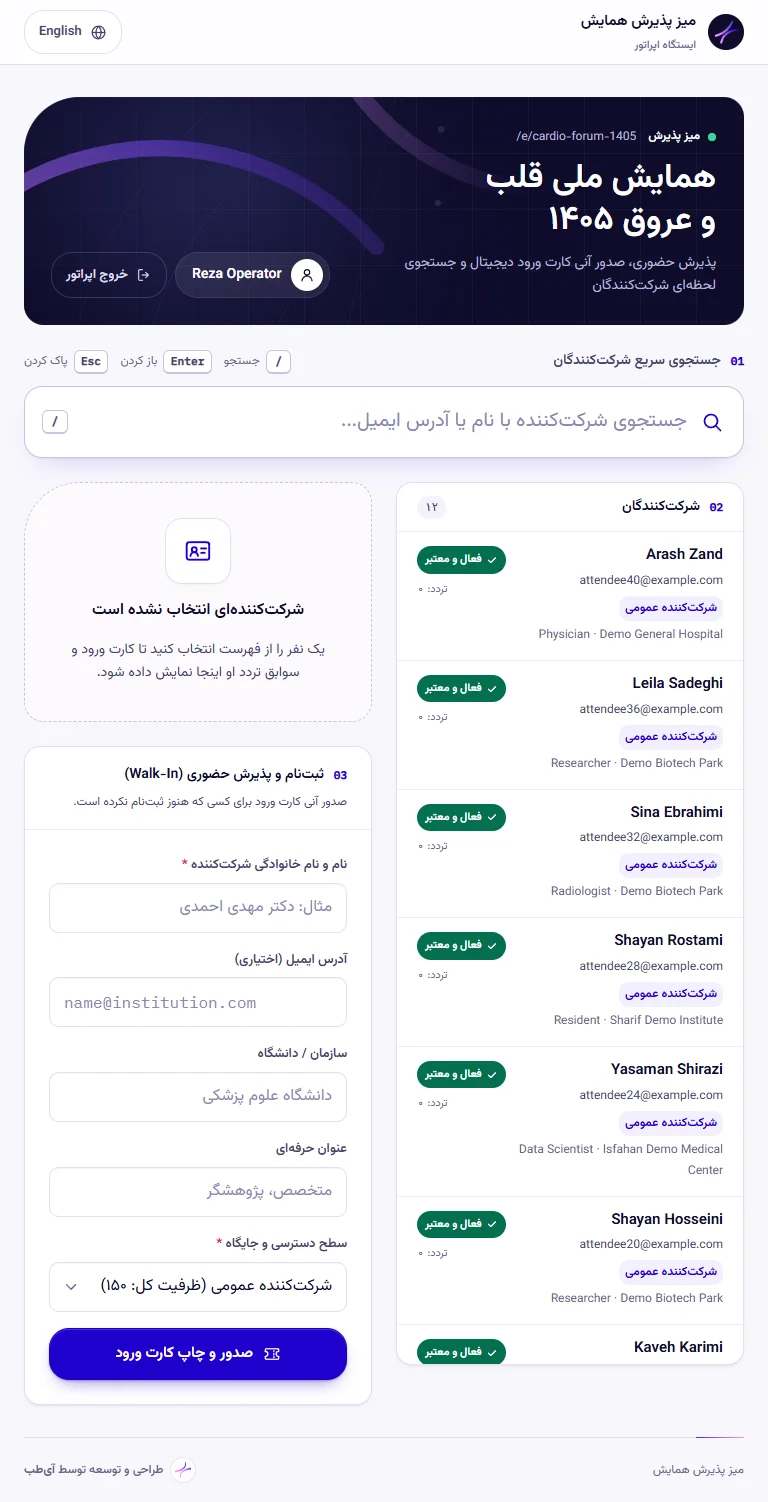 میز پذیرش همایش
ایستگاه اپراتور
English
میز پذیرش /e/cardio-forum-1405
همایش ملی قلب
و عروق ۱۴۰۵
پذیرش حضوری، صدور آنی کارت ورود دیجیتال و جستجوی
لحظه‌ای شرکت‌کنندگان
Reza Operator
خروج اپراتور
01 جستجوی سریع شرکت‌کنندگان
/ جستجو Enter باز کردن Esc پاک کردن
جستجوی شرکت‌کننده با نام یا آدرس ایمیل...
/
02 شرکت‌کنندگان
۱۲
Arash Zand
فعال و معتبر
attendee40@example.com
تردد: ۰
شرکت‌کننده عمومی
Physician · Demo General Hospital
Leila Sadeghi
فعال و معتبر
attendee36@example.com
تردد: ۰
شرکت‌کننده عمومی
Researcher · Demo Biotech Park
Sina Ebrahimi
فعال و معتبر
attendee32@example.com
تردد: ۰
شرکت‌کننده عمومی
Radiologist · Demo Biotech Park
Shayan Rostami
فعال و معتبر
attendee28@example.com
تردد: ۰
شرکت‌کننده عمومی
Resident · Sharif Demo Institute
Yasaman Shirazi
فعال و معتبر
attendee24@example.com
تردد: ۰
شرکت‌کننده عمومی
Data Scientist · Isfahan Demo Medical
Center
Shayan Hosseini
فعال و معتبر
attendee20@example.com
تردد: ۰
شرکت‌کننده عمومی
Researcher · Demo Biotech Park
Kaveh Karimi
فعال و معتبر
شرکت‌کننده‌ای انتخاب نشده است
یک نفر را از فهرست انتخاب کنید تا کارت ورود و
سوابق تردد او اینجا نمایش داده شود.
03 ثبت‌نام و پذیرش حضوری (Walk-In)
صدور آنی کارت ورود برای کسی که هنوز ثبت‌نام نکرده است.
نام و نام خانوادگی شرکت‌کننده *
مثال: دکتر مهدی احمدی
آدرس ایمیل (اختیاری)
name@institution.com
سازمان / دانشگاه
دانشگاه علوم پزشکی
عنوان حرفه‌ای
متخصص، پژوهشگر
سطح دسترسی و جایگاه *
شرکت‌کننده عمومی (ظرفیت کل: ۱۵۰)
صدور و چاپ کارت ورود
میز پذیرش همایش
طراحی و توسعه توسط آی‌طب